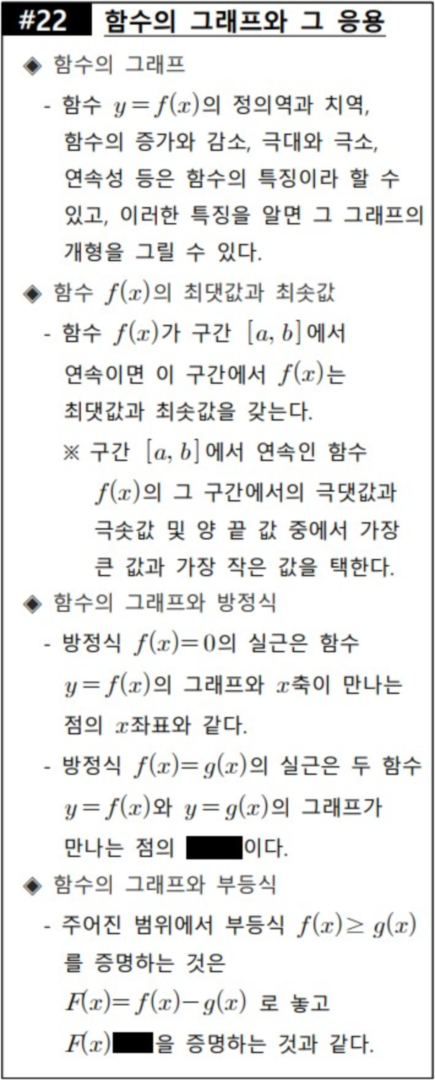 #22 함수의 그래프와 그 응용
◈ 함수의 그래프
- 함수 y=f(x)의 정의역과 치역,
함수의 증가와 감소, 극대와 극소,
연속성 등은 함수의 특징이라 할 수
있고, 이러한 특징을 알면 그 그래프의
개형을 그릴 수 있다.
◈ 함수 f(x)의 최댓값과 최솟값
- 함수 f(x)가 구간 [a, b]에서
연속이면 이 구간에서 f(x)는
최댓값과 최솟값을 갖는다.
※ 구간 [a, b]에서 연속인 함수
f(x)의 그 구간에서의 극댓값과
극솟값 및 양 끝 값 중에서 가장
큰 값과 가장 작은 값을 택한다.
◈ 함수의 그래프와 방정식
- 방정식 f(x)=0의 실근은 함수
y=f(x)의 그래프와 x축이 만나는
점의 x좌표와 같다.
- 방정식 f(x)=g(x)의 실근은 두 함수
y=f(x)와 y=g(x)의 그래프가
만나는 점의 이다.
◈ 함수의 그래프와 부등식
- 주어진 범위에서 부등식 f(x)≥ g(x)
를 증명하는 것은
F(x)=f(x)-g(x) 로 놓고
F(x) 을 증명하는 것과 같다.